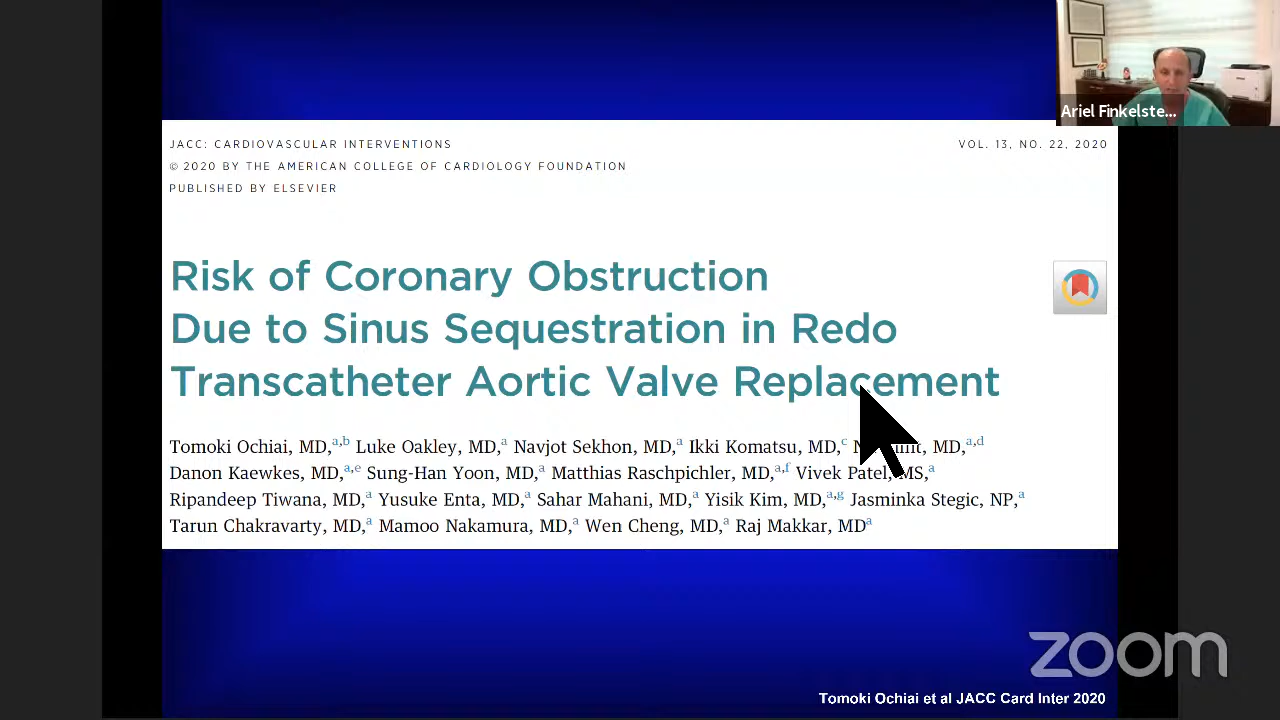 Ariel Finkelste...
JACC: CARDIOVASCULAR INTERVENTIONS
VOL. 13, NO. 22, 2020
© 2020 BY THE AMERICAN COLLEGE OF CARDIOLOGY FOUNDATION
PUBLISHED BY ELSEVIER
Risk of Coronary Obstruction
Due to Sinus Sequestration in Redo
Transcatheter Aortic Valve Replacement
Tomoki Ochiai, MD,a,b Luke Oakley, MD,a Navjot Sekhon, MD,a Ikki Komatsu, MD,c MD,a,d
Danon Kaewkes, MD,a,e Sung-Han Yoon, MD,a Matthias Raschpichler, MD,a,f Vivek Patel, MS,a
Ripandeep Tiwana, MD,a Yusuke Enta, MD,a Sahar Mahani, MD,a Yisik Kim, MD,a,g Jasminka Stegic, NP,a
Tarun Chakravarty, MD,a Mamoo Nakamura, MD,a Wen Cheng, MD,a Raj Makkar, MDa
zoom
Tomoki Ochiai et al JACC Card Inter 2020